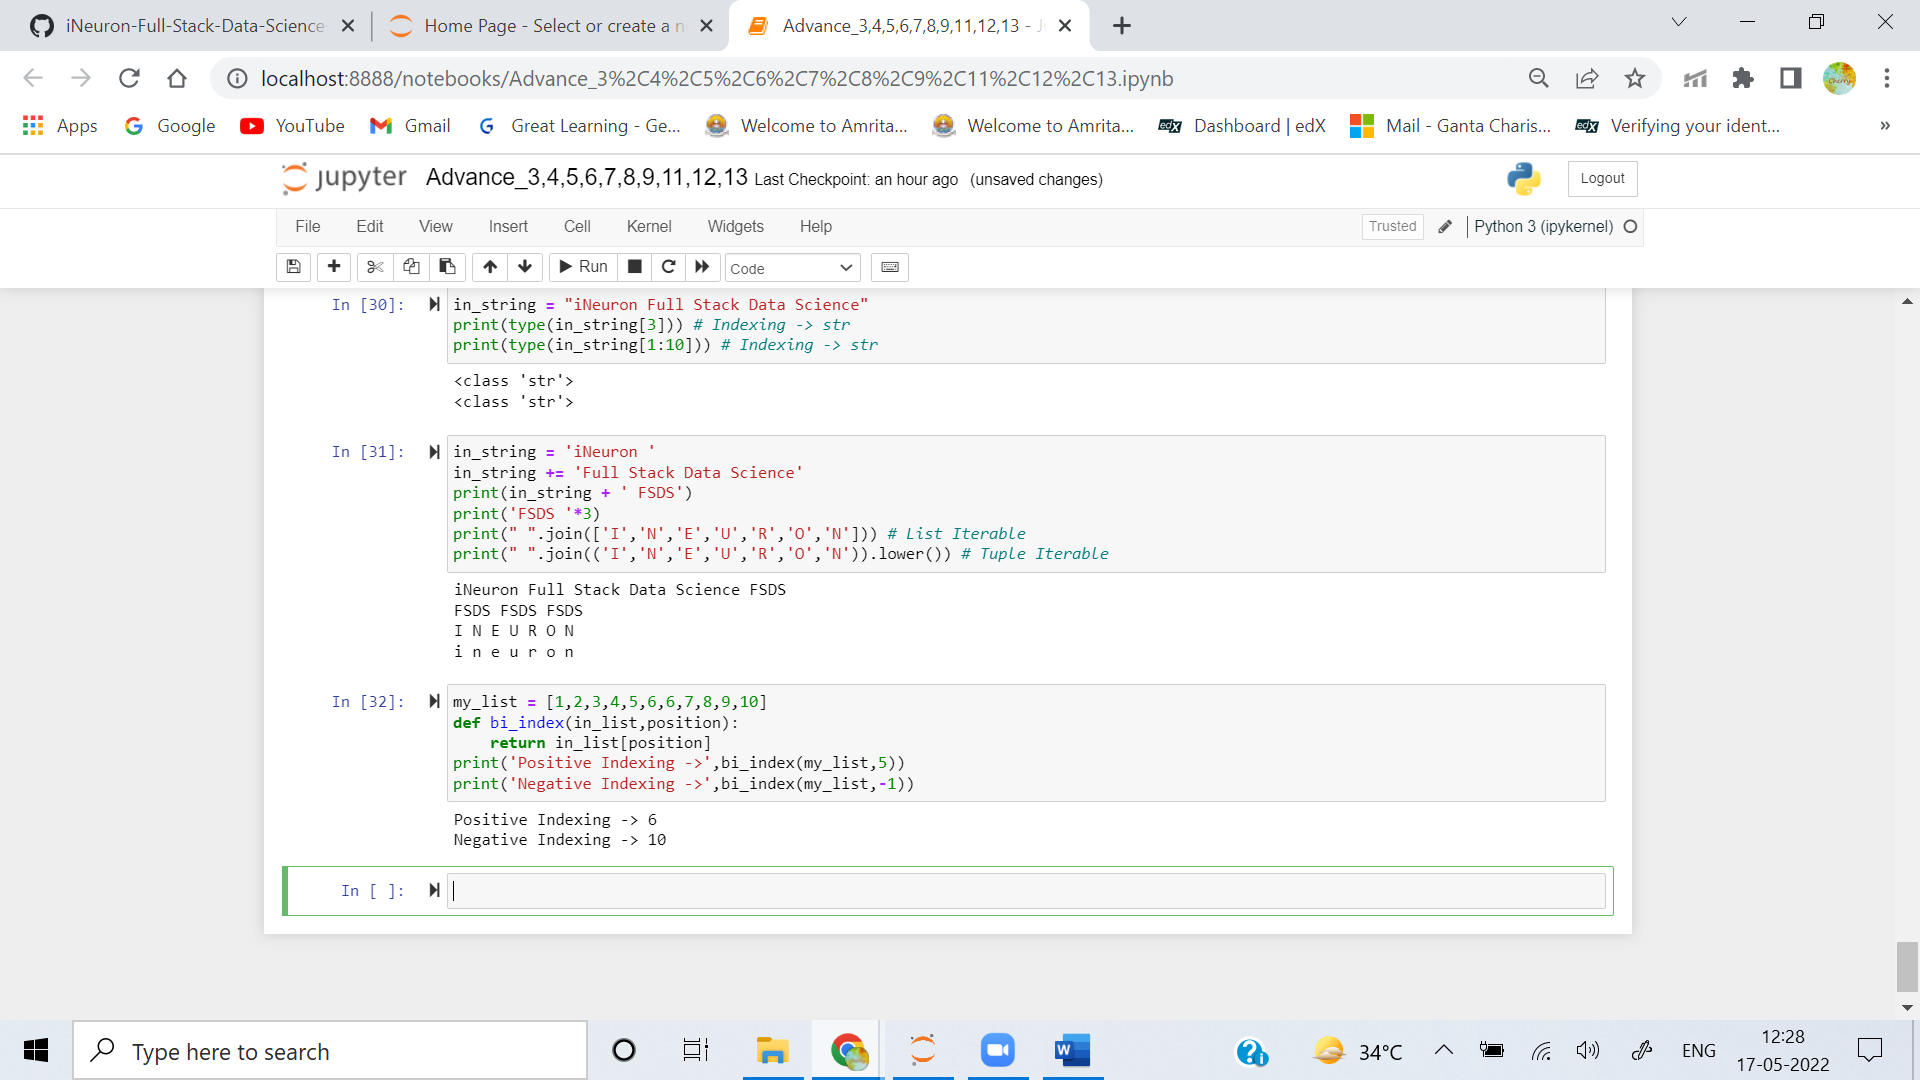 iNeuron-Full-Stack-Data-Science
Home Page - Select or create a n
Advance_3,4,5,6,7,8,9,11,12,13 - J
localhost:8888/notebooks/Advance_3%2C4%2C5%2C6%2C7%2C8%2C9%2C11%2C12%2C13.ipynb
Apps Google YouTube Gmail Great Learning - Ge... Welcome to Amrita... Welcome to Amrita... Dashboard | edX Mail - Ganta Charis... Verifying your ident... »
jupyter Advance_3,4,5,6,7,8,9,11,12,13 Last Checkpoint: an hour ago (unsaved changes) Logout
File Edit View Insert Cell Kernel Widgets Help Trusted Python 3 (ipykernel)
Run Code
In [30]: in_string = "iNeuron Full Stack Data Science"
print(type(in_string[3])) # Indexing -> str
print(type(in_string[1:10])) # Indexing -> str
<class 'str'>
<class 'str'>
In [31]: in_string = 'iNeuron '
in_string += 'Full Stack Data Science'
print(in_string + ' FSDS')
print('FSDS '*3)
print(" ".join(['I','N','E','U','R','O','N'])) # List Iterable
print(" ".join(('I','N','E','U','R','O','N')).lower()) # Tuple Iterable
iNeuron Full Stack Data Science FSDS
FSDS FSDS FSDS
I N E U R O N
i n e u r o n
In [32]: my_list = [1,2,3,4,5,6,6,7,8,9,10]
def bi_index(in_list,position):
    return in_list[position]
print('Positive Indexing ->',bi_index(my_list,5))
print('Negative Indexing ->',bi_index(my_list,-1))
Positive Indexing -> 6
Negative Indexing -> 10
In [ ]:
Type here to search
34°C
ENG
12:28
17-05-2022